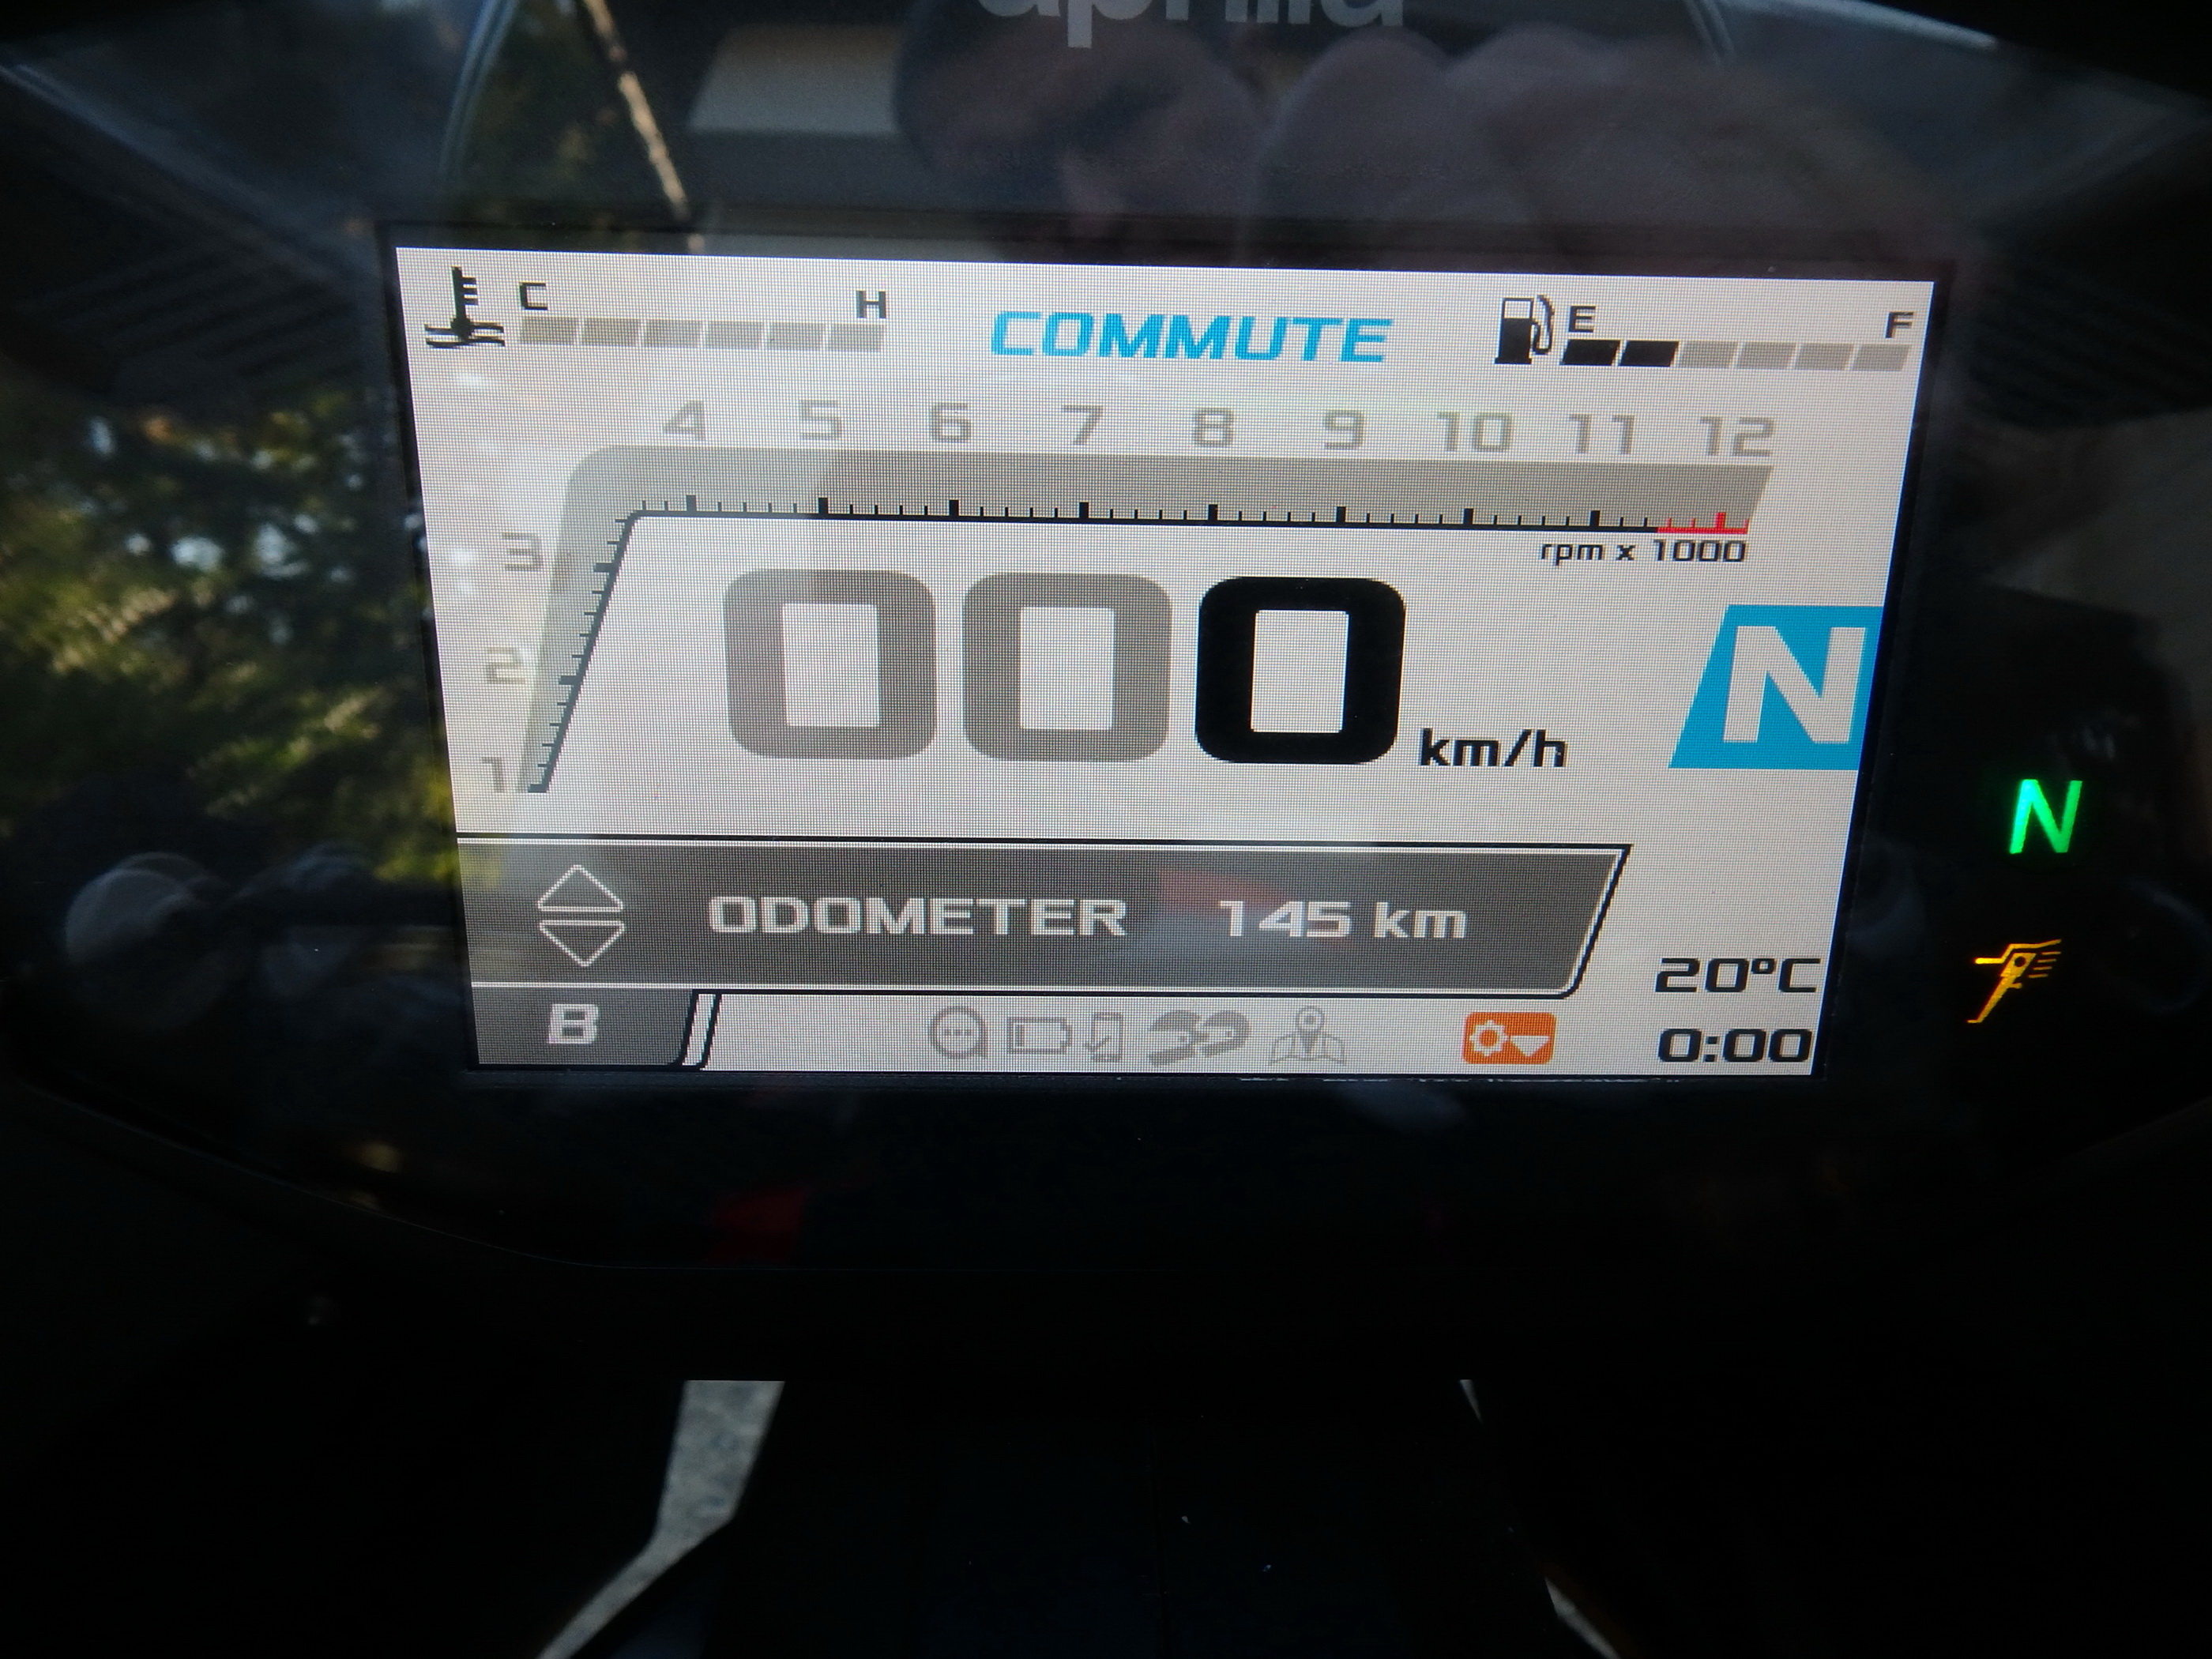 aprilia
C H COMMUTE E F
4 5 6 7 8 9 10 11 12
rpm x 1000
3
2
1
000 km/h N
N
ODOMETER 145 km
20°C
B 0:00